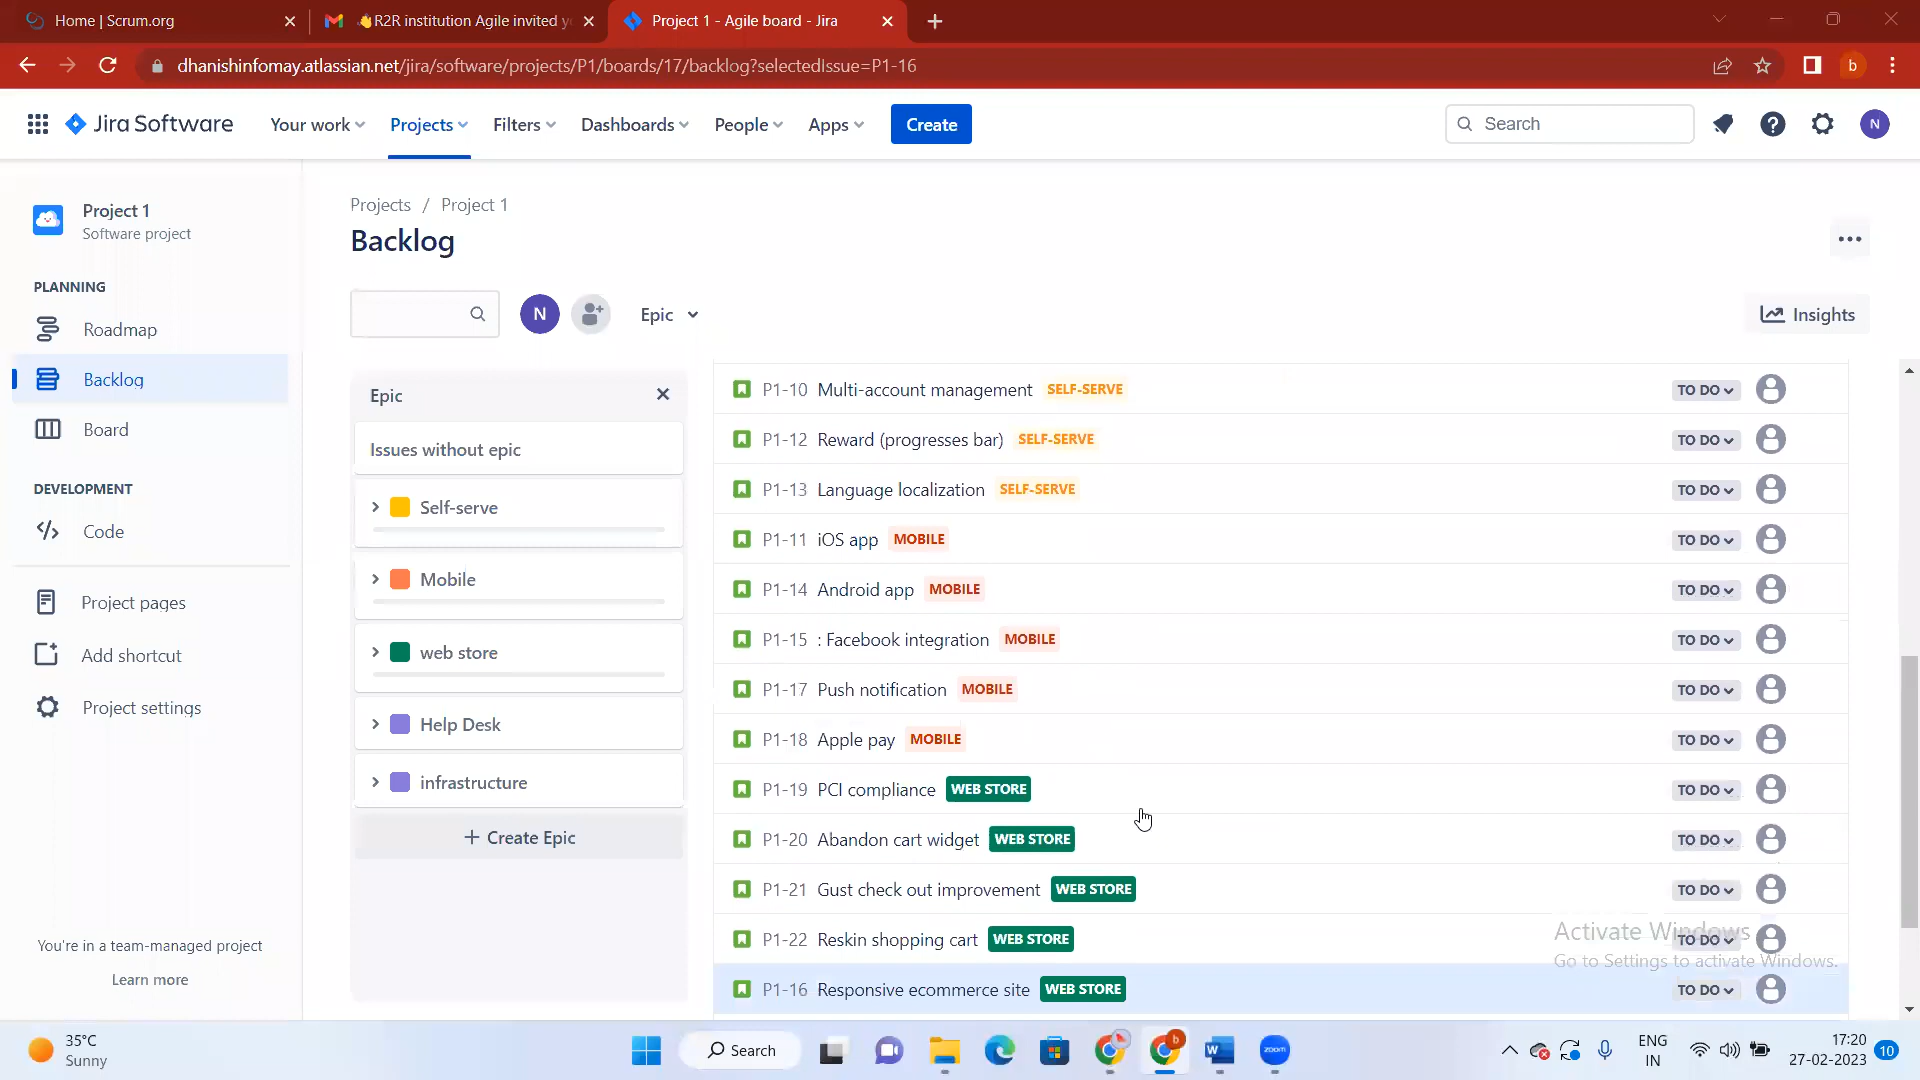 Home | Scrum.org
R2R institution Agile invited y
Project 1 - Agile board - Jira
dhanishinfomay.atlassian.net/jira/software/projects/P1/boards/17/backlog?selectedIssue=P1-16
b
Jira Software
Your work
Projects
Filters
Dashboards
People
Apps
Create
Search
N
Project 1
Software project
PLANNING
Roadmap
Backlog
Board
DEVELOPMENT
Code
Project pages
Add shortcut
Project settings
You're in a team-managed project
Learn more
Projects / Project 1
Backlog
N
Epic
Insights
Epic
Issues without epic
Self-serve
Mobile
web store
Help Desk
infrastructure
+ Create Epic
P1-10 Multi-account management SELF-SERVE TO DO
P1-12 Reward (progresses bar) SELF-SERVE TO DO
P1-13 Language localization SELF-SERVE TO DO
P1-11 iOS app MOBILE TO DO
P1-14 Android app MOBILE TO DO
P1-15 : Facebook integration MOBILE TO DO
P1-17 Push notification MOBILE TO DO
P1-18 Apple pay MOBILE TO DO
P1-19 PCI compliance WEB STORE TO DO
P1-20 Abandon cart widget WEB STORE TO DO
P1-21 Gust check out improvement WEB STORE TO DO
P1-22 Reskin shopping cart WEB STORE TO DO
P1-16 Responsive ecommerce site WEB STORE TO DO
Activate Windows
Go to Settings to activate Windows.
35°C
Sunny
Search
b
W
zoom
ENG
IN
17:20
27-02-2023
10